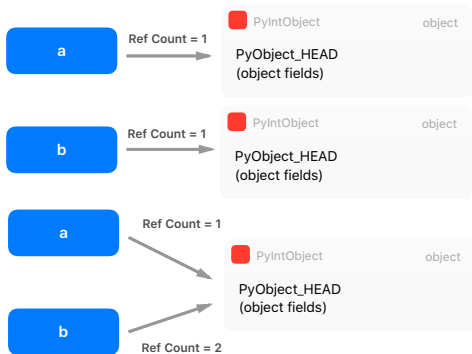 a
Ref Count = 1
PyIntObject
object
PyObject_HEAD
(object fields)
b
Ref Count = 1
PyIntObject
object
PyObject_HEAD
(object fields)
a
Ref Count = 1
PyIntObject
object
PyObject_HEAD
(object fields)
b
Ref Count = 2